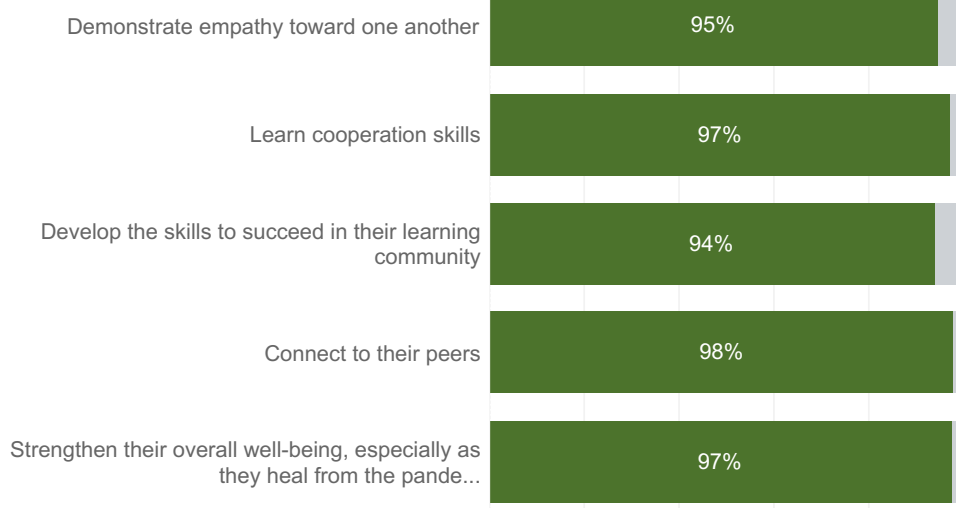 Demonstrate empathy toward one another
95%
Learn cooperation skills
97%
Develop the skills to succeed in their learning
community
94%
Connect to their peers
98%
Strengthen their overall well-being, especially as
they heal from the pande...
97%